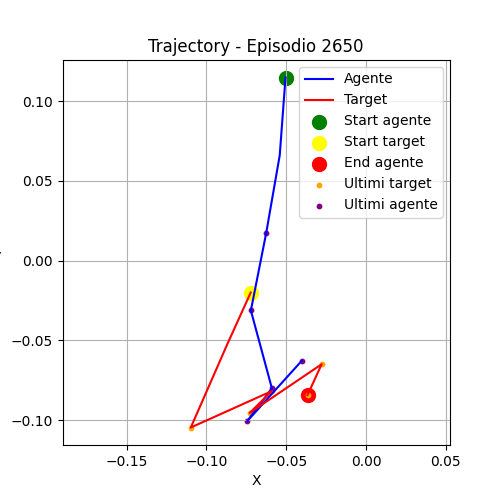 Trajectory - Episodio 2650
Agente
Target
Start agente
Start target
End agente
Ultimi target
Ultimi agente
0.10
0.05
0.00
−0.05
−0.10
−0.15
−0.10
−0.05
0.00
0.05
X